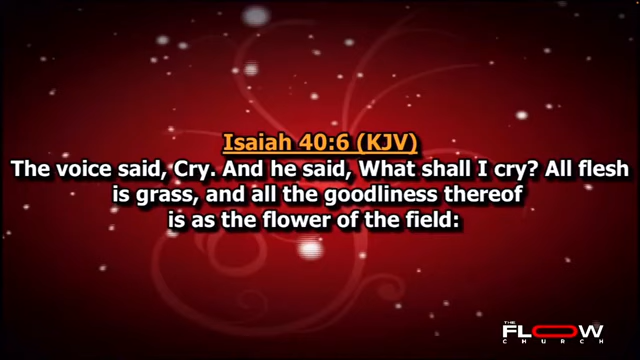 Isaiah 40:6 (KJV)
The voice said, Cry. And he said, What shall I cry? All flesh
is grass, and all the goodliness thereof
is as the flower of the field:
THE
FLOW
CHURCH